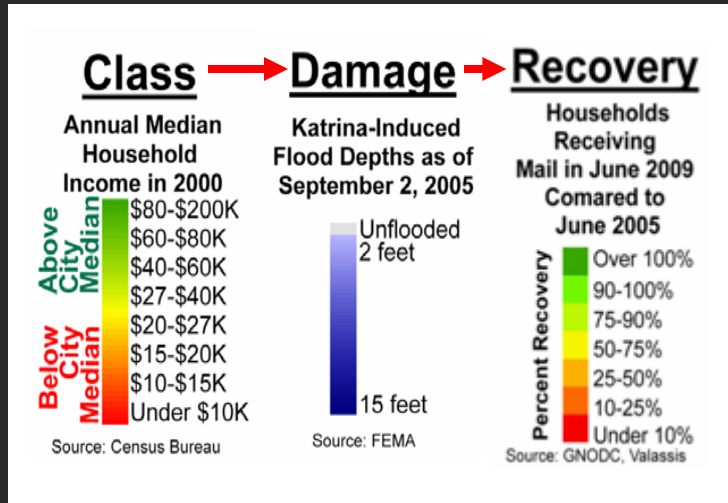 Class
Annual Median
Household
Income in 2000
Above
City
Median
Below
City
Median
$80-$200K
$60-$80K
$40-$60K
$27-$40K
$20-$27K
$15-$20K
$10-$15K
Under $10K
Source: Census Bureau
Damage
Katrina-Induced
Flood Depths as of
September 2, 2005
Unflooded
2 feet
15 feet
Source: FEMA
Recovery
Households
Receiving
Mail in June 2009
Comared to
June 2005
Percent Recovery
Over 100%
90-100%
75-90%
50-75%
25-50%
10-25%
Under 10%
Source: GNODC, Valassis